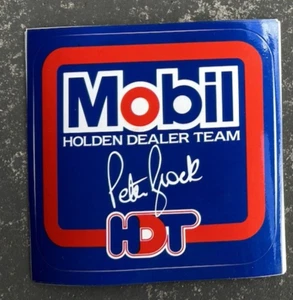 Mobil
HOLDEN DEALER TEAM
Peter Brock
HDT